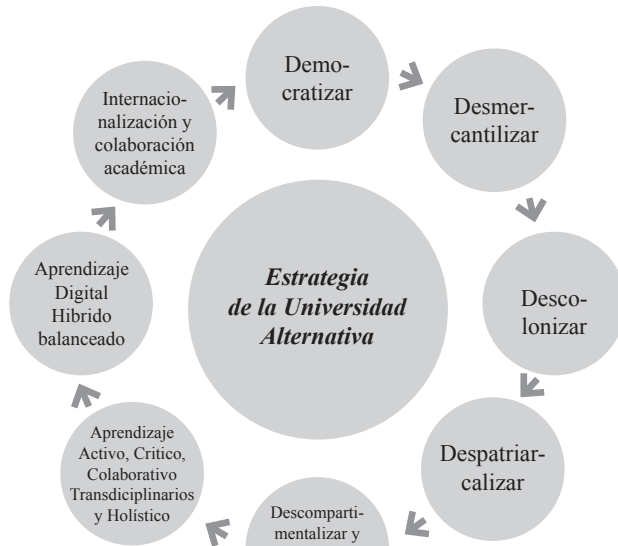 Demo-
cratizar
Desmer-
cantilizar
Desco-
lonizar
Despatriar-
calizar
Descomparti-
mentalizar y
Aprendizaje
Activo, Critico,
Colaborativo
Transdiciplinarios
y Holístico
Aprendizaje
Digital
Hibrido
balanceado
Internacio-
nalización y
colaboración
académica
Estrategia
de la Universidad
Alternativa